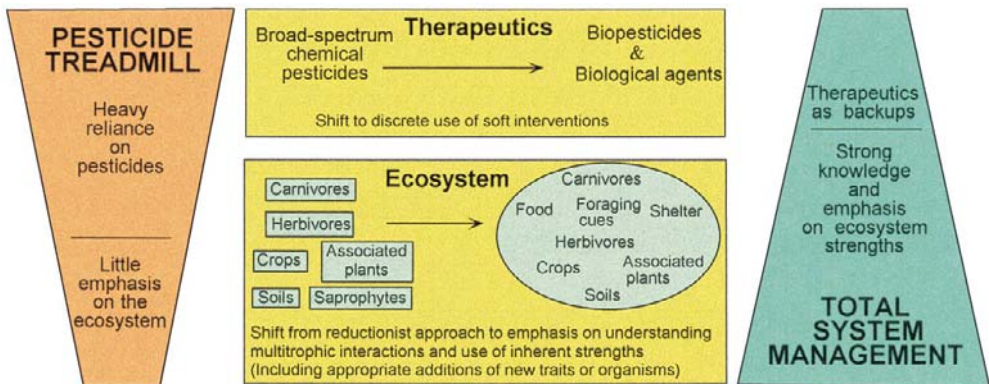 PESTICIDE
TREADMILL
Heavy
reliance
on
pesticides
Little
emphasis
on the
ecosystem
Therapeutics
Broad-spectrum
chemical
pesticides
Biopesticides
&
Biological agents
Shift to discrete use of soft interventions
Ecosystem
Carnivores
Herbivores
Crops
Associated
plants
Soils
Saprophytes
Carnivores
Food
Foraging
cues
Shelter
Herbivores
Crops
Associated
plants
Soils
Shift from reductionist approach to emphasis on understanding
multitrophic interactions and use of inherent strengths
(Including appropriate additions of new traits or organisms)
Therapeutics
as backups
Strong
knowledge
and
emphasis
on ecosystem
strengths
TOTAL
SYSTEM
MANAGEMENT